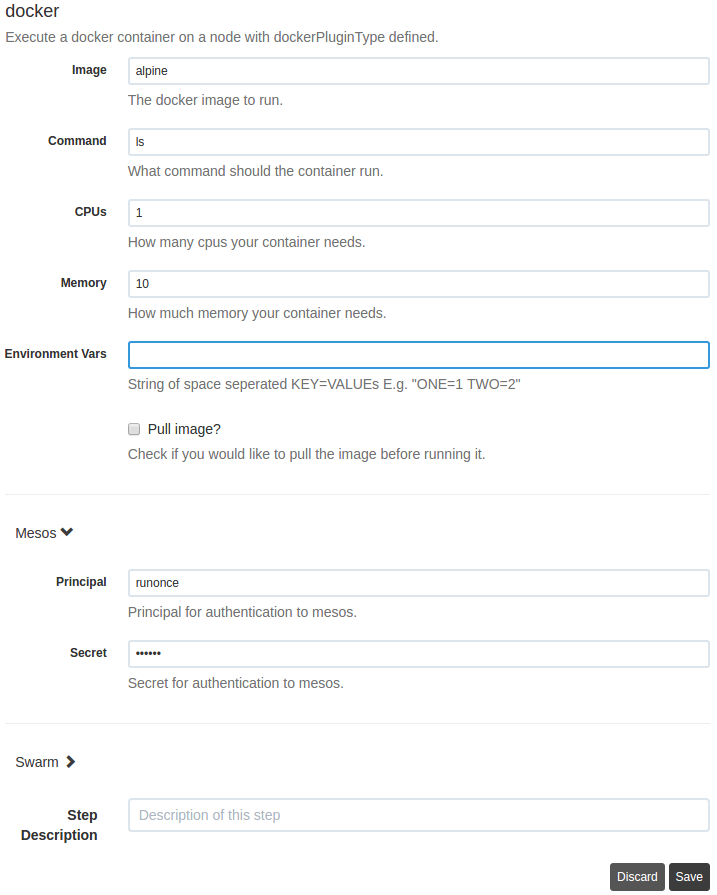 docker
Execute a docker container on a node with dockerPluginType defined.
Image alpine
The docker image to run.
Command ls
What command should the container run.
CPUs 1
How many cpus your container needs.
Memory 10
How much memory your container needs.
Environment Vars
String of space seperated KEY=VALUEs E.g. "ONE=1 TWO=2"
Pull image?
Check if you would like to pull the image before running it.
Mesos
Principal runonce
Principal for authentication to mesos.
Secret ••••••
Secret for authentication to mesos.
Swarm
Step Description of this step
Description
Discard Save